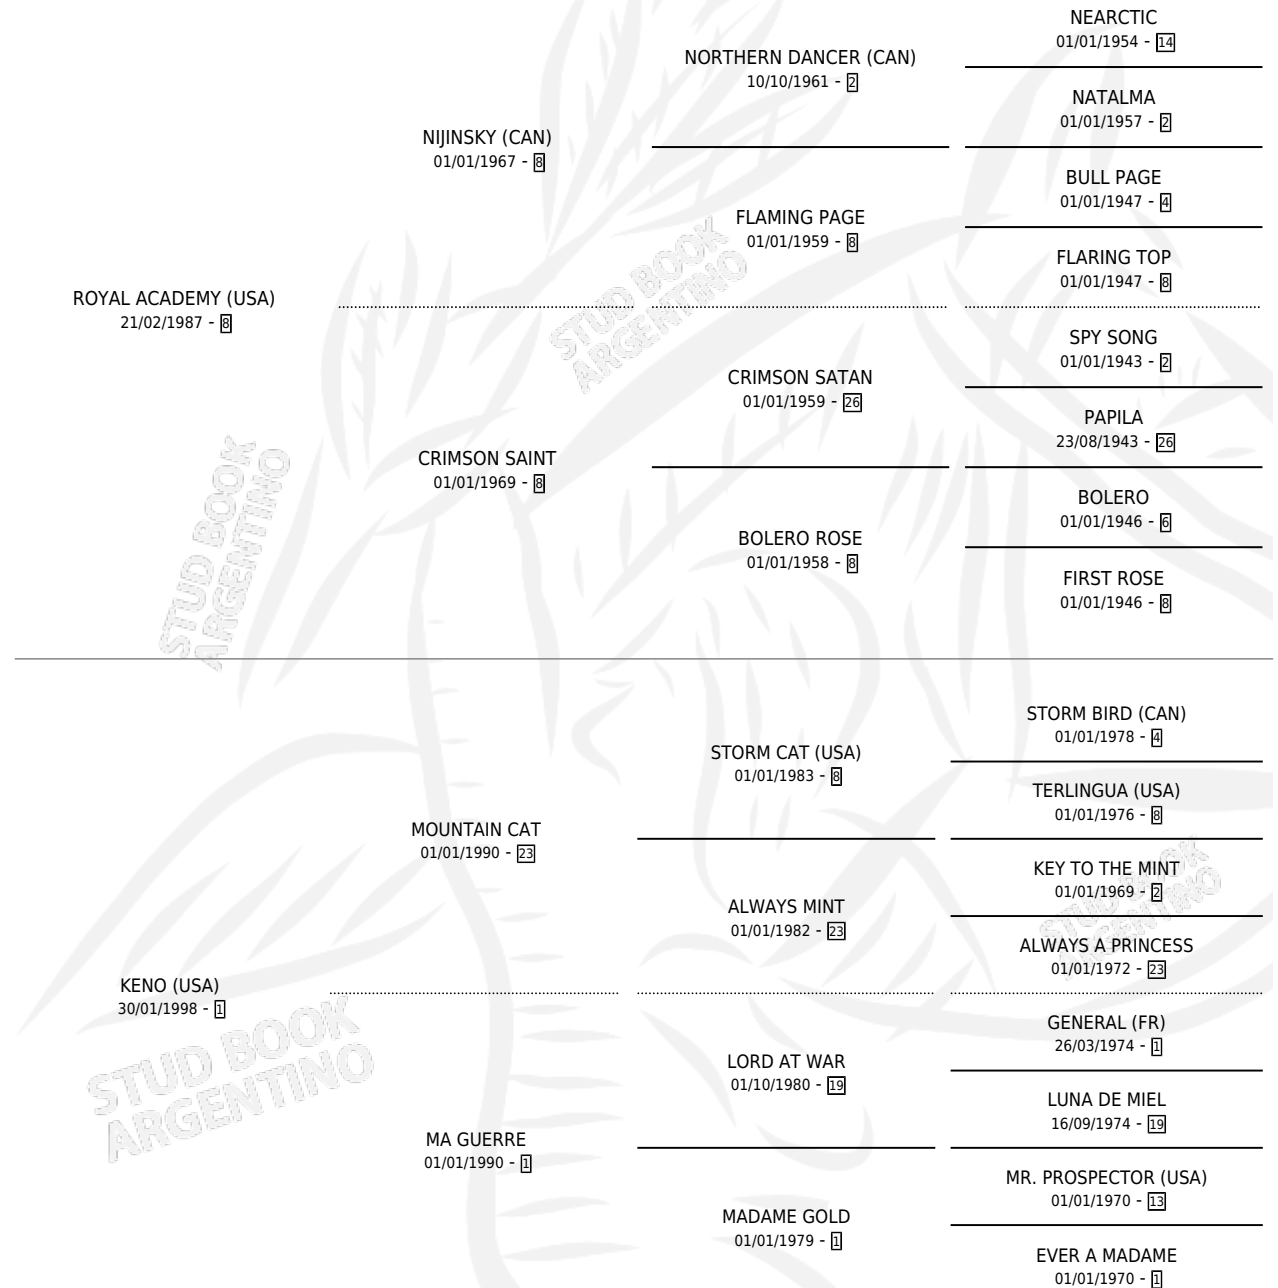 NEARCTIC
01/01/1954 - 14
NORTHERN DANCER (CAN)
10/10/1961 - 2
NATALMA
01/01/1957 - 2
NIJINSKY (CAN)
01/01/1967 - 8
BULL PAGE
01/01/1947 - 4
FLAMING PAGE
01/01/1959 - 8
FLARING TOP
01/01/1947 - 8
ROYAL ACADEMY (USA)
21/02/1987 - 8
SPY SONG
01/01/1943 - 2
CRIMSON SATAN
01/01/1959 - 26
PAPILA
23/08/1943 - 26
CRIMSON SAINT
01/01/1969 - 8
BOLERO
01/01/1946 - 6
BOLERO ROSE
01/01/1958 - 8
FIRST ROSE
01/01/1946 - 8
STORM BIRD (CAN)
01/01/1978 - 4
STORM CAT (USA)
01/01/1983 - 8
TERLINGUA (USA)
01/01/1976 - 8
MOUNTAIN CAT
01/01/1990 - 23
KEY TO THE MINT
01/01/1969 - 2
ALWAYS MINT
01/01/1982 - 23
ALWAYS A PRINCESS
01/01/1972 - 23
KENO (USA)
30/01/1998 - 1
GENERAL (FR)
26/03/1974 - 1
LORD AT WAR
01/10/1980 - 19
LUNA DE MIEL
16/09/1974 - 19
MA GUERRE
01/01/1990 - 1
MR. PROSPECTOR (USA)
01/01/1970 - 13
MADAME GOLD
01/01/1979 - 1
EVER A MADAME
01/01/1970 - 1
STUD BOOK
ARGENTINO
STUD BOOK
ARGENTINO
STUD BOOK
ARGENTINO
STUD BOOK
ARGENTINO